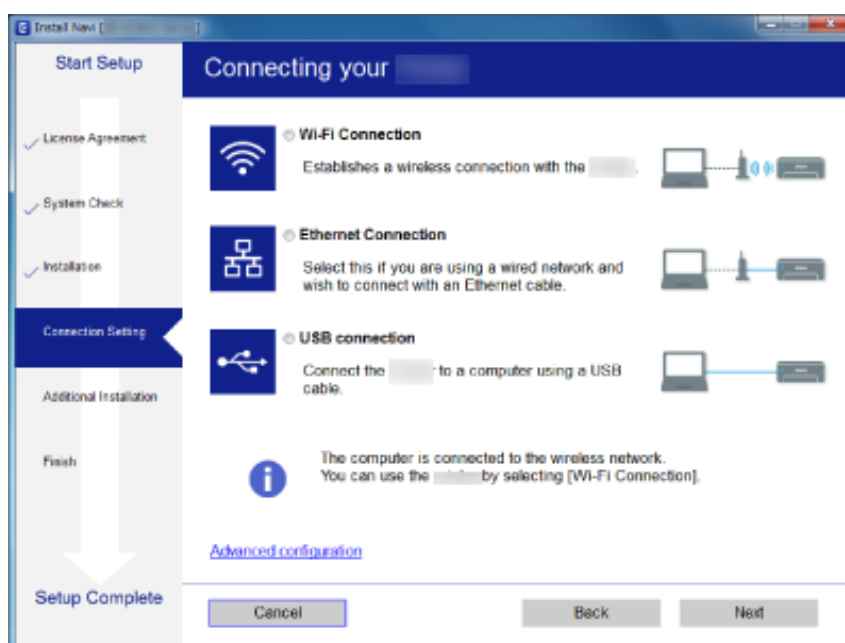 Install Navi [
Start Setup
License Agreement
System Check
Installation
Connection Setting
Additional Installation
Finish
Setup Complete
Connecting your
Wi-Fi Connection
Establishes a wireless connection with the .
Ethernet Connection
Select this if you are using a wired network and
wish to connect with an Ethernet cable.
USB connection
Connect the to a computer using a USB
cable.
The computer is connected to the wireless network.
You can use the by selecting [Wi-Fi Connection].
Advanced configuration
Cancel
Back
Next